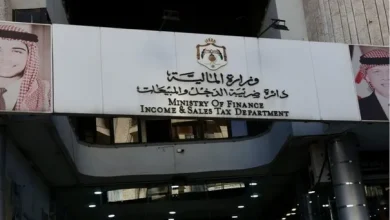 وزارة المالية
دائرة ضريبة الدخل والمبيعات
MINISTRY OF FINANCE
INCOME & SALES TAX DEPARTMENT